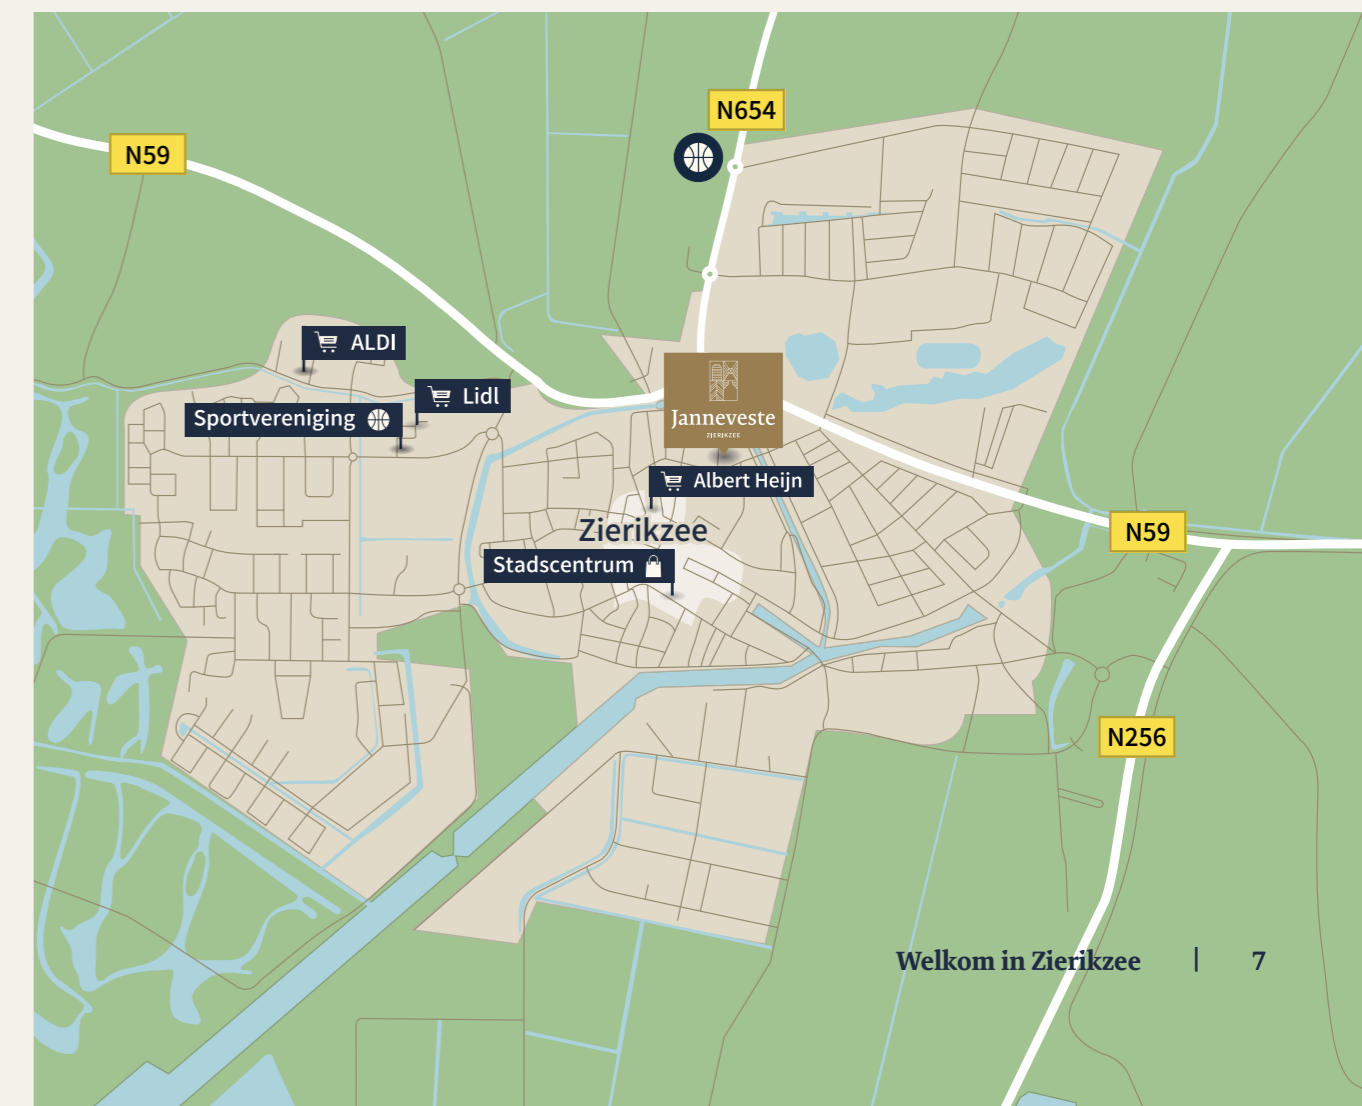 N654
N59
ALDI
Lidl
Sportvereniging
Janneveste
ZIERIKZEE
Albert Heijn
Zierikzee
N59
Stadscentrum
N256
Welkom in Zierikzee | 7